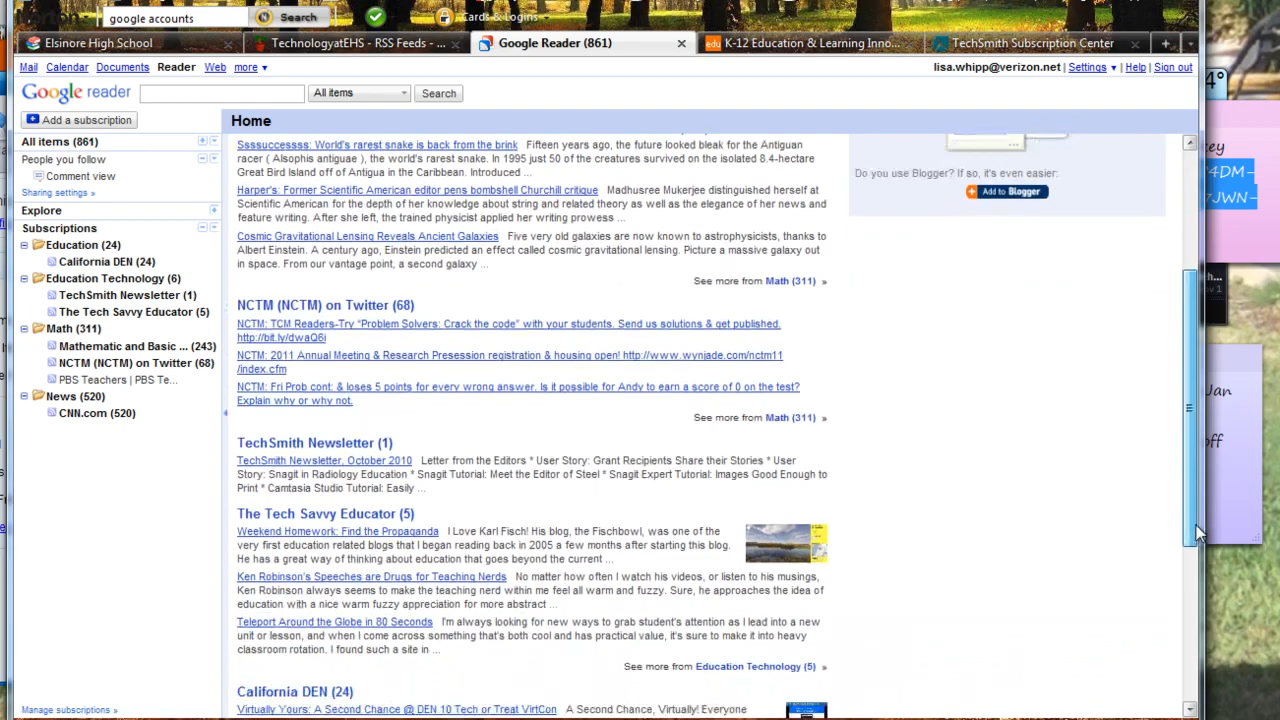 google accounts
Search
Cards & Logins
Elsinore High School
TechnologyatEHS - RSS Feeds - ...
Google Reader (861)
K-12 Education & Learning Inno...
TechSmith Subscription Center
Mail Calendar Documents Reader Web more
lisa.whipp@verizon.net | Settings | Help | Sign out
Google reader
All items
Search
Add a subscription
Home
All items (861)
People you follow
Comment view
Sharing settings »
Explore
Subscriptions
Education (24)
California DEN (24)
Education Technology (6)
TechSmith Newsletter (1)
The Tech Savvy Educator (5)
Math (311)
Mathematics and Basic ... (243)
NCTM (NCTM) on Twitter (68)
PBS Teachers | PBS Te...
News (520)
CNN.com (520)
Manage subscriptions »
Ssssuccessss: World's rarest snake is back from the brink Fifteen years ago, the future looked bleak for the Antiguan
racer ( Alsophis antiguae ), the world's rarest snake. In 1995 just 50 of the creatures survived on the isolated 8.4-hectare
Great Bird Island off of Antigua in the Caribbean. Introduced ...
Harper's: Former Scientific American editor pens bombshell Churchill critique Madhusree Mukerjee distinguished herself at
Scientific American for the depth of her knowledge about string and related theory as well as the elegance of her news and
feature writing. After she left, the trained physicist applied her writing prowess ...
Cosmic Gravitational Lensing Reveals Ancient Galaxies Five very old galaxies are now known to astrophysicists, thanks to
Albert Einstein. A century ago, Einstein predicted an effect called cosmic gravitational lensing. Picture a massive galaxy out
in space. From our vantage point, a second galaxy ...
See more from Math (311) »
NCTM (NCTM) on Twitter (68)
NCTM: TCM Readers-Try "Problem Solvers: Crack the code" with your students. Send us solutions & get published.
http://bit.ly/dwaQ6i
NCTM: 2011 Annual Meeting & Research Presession registration & housing open! http://www.wynjade.com/nctm11
/index.cfm
NCTM: Fri Prob cont: & loses 5 points for every wrong answer. Is it possible for Andy to earn a score of 0 on the test?
Explain why or why not.
See more from Math (311) »
TechSmith Newsletter (1)
TechSmith Newsletter, October 2010 Letter from the Editors * User Story: Grant Recipients Share their Stories * User
Story: Snagit in Radiology Education * Snagit Tutorial: Meet the Editor of Steel * Snagit Expert Tutorial: Images Good Enough to
Print * Camtasia Studio Tutorial: Easily ...
The Tech Savvy Educator (5)
Weekend Homework: Find the Propaganda I Love Karl Fisch! His blog, the Fischbowl, was one of the
very first education related blogs that I began reading back in 2005 a few months after starting this blog.
He has a great way of thinking about education that goes beyond the current ...
Ken Robinson's Speeches are Drugs for Teaching Nerds No matter how often I watch his videos, or listen to his musings,
Ken Robinson always seems to make the teaching nerd within me feel all warm and fuzzy. Sure, he approaches the idea of
education with a nice warm fuzzy appreciation for more abstract ...
Teleport Around the Globe in 80 Seconds I'm always looking for new ways to grab student's attention as I lead into a new
unit or lesson, and when I come across something that's both cool and has practical value, it's sure to make it into heavy
classroom rotation. I found such a site in ...
See more from Education Technology (5) »
California DEN (24)
Virtually Yours: A Second Chance @ DEN 10 Tech or Treat VirtCon A Second Chance, Virtually! Everyone
Do you use Blogger? If so, it's even easier:
Add to Blogger
4°
4DM-
7JWN-
Jan
off